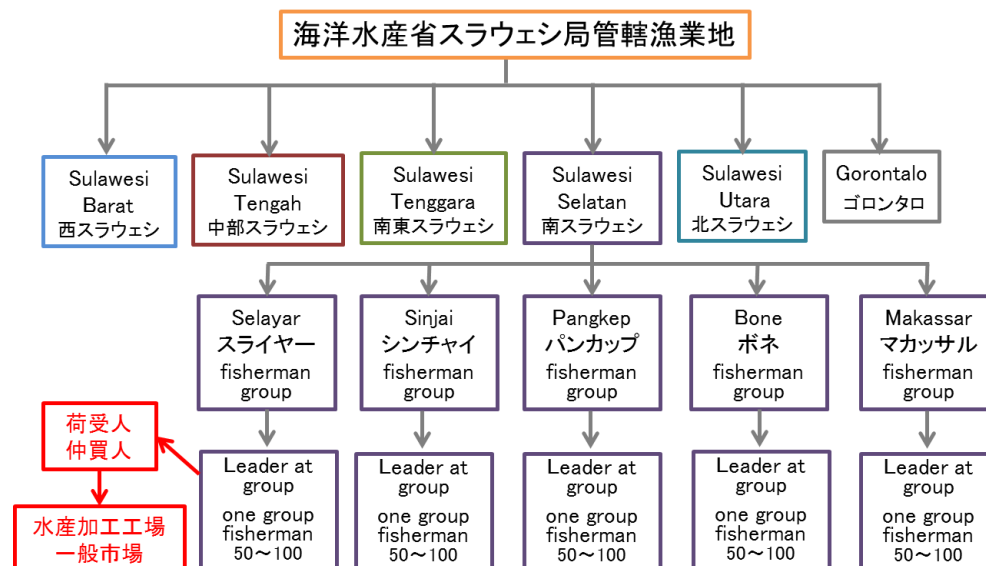 海洋水産省スラウェシ局管轄漁業地
Sulawesi
Barat
西スラウェシ
Sulawesi
Tengah
中部スラウェシ
Sulawesi
Tenggara
南東スラウェシ
Sulawesi
Selatan
南スラウェシ
Sulawesi
Utara
北スラウェシ
Gorontalo
ゴロンタロ
Selayar
スライヤー
fisherman
group
Sinjai
シンチャイ
fisherman
group
Pangkep
パンカップ
fisherman
group
Bone
ボネ
fisherman
group
Makassar
マカッサル
fisherman
group
荷受人
仲買人
水産加工工場
一般市場
Leader at
group
one group
fisherman
50～100
Leader at
group
one group
fisherman
50～100
Leader at
group
one group
fisherman
50～100
Leader at
group
one group
fisherman
50～100
Leader at
group
one group
fisherman
50～100